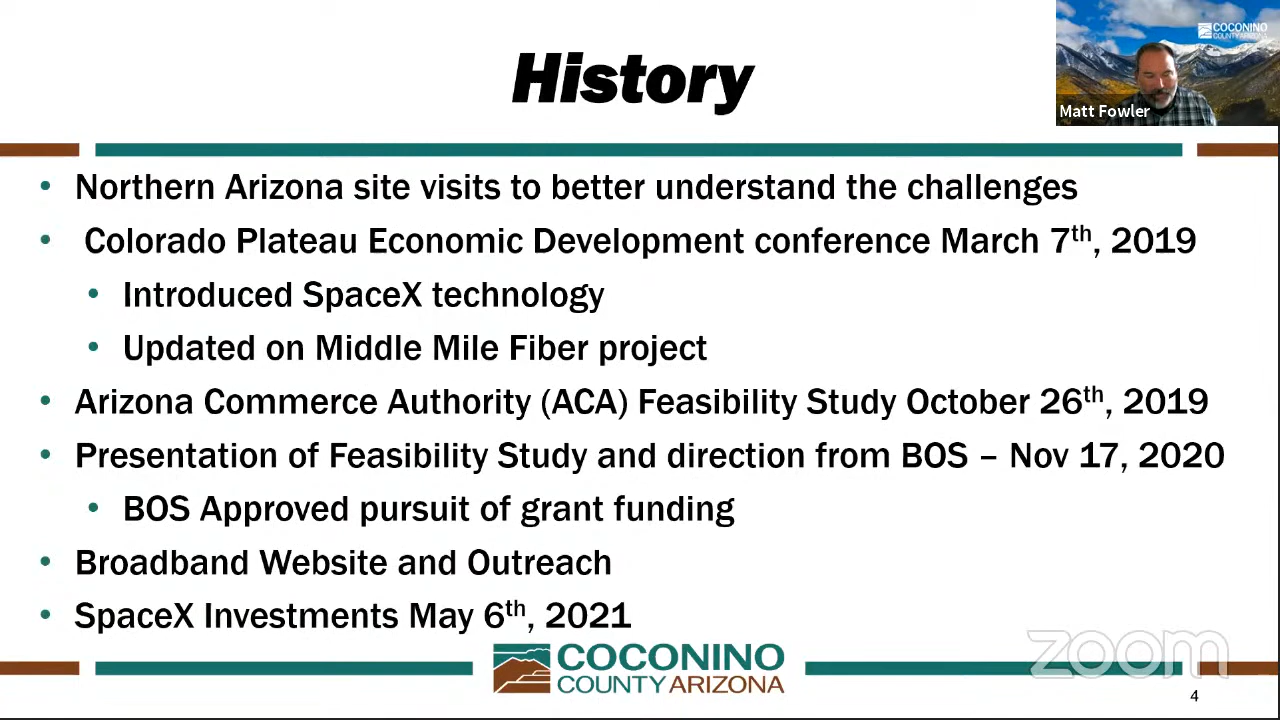 COCONINO
COUNTY ARIZONA
Matt Fowler
History
• Northern Arizona site visits to better understand the challenges
• Colorado Plateau Economic Development conference March 7th, 2019
• Introduced SpaceX technology
• Updated on Middle Mile Fiber project
• Arizona Commerce Authority (ACA) Feasibility Study October 26th, 2019
• Presentation of Feasibility Study and direction from BOS – Nov 17, 2020
• BOS Approved pursuit of grant funding
• Broadband Website and Outreach
• SpaceX Investments May 6th, 2021
COCONINO
COUNTY ARIZONA
zoom
4